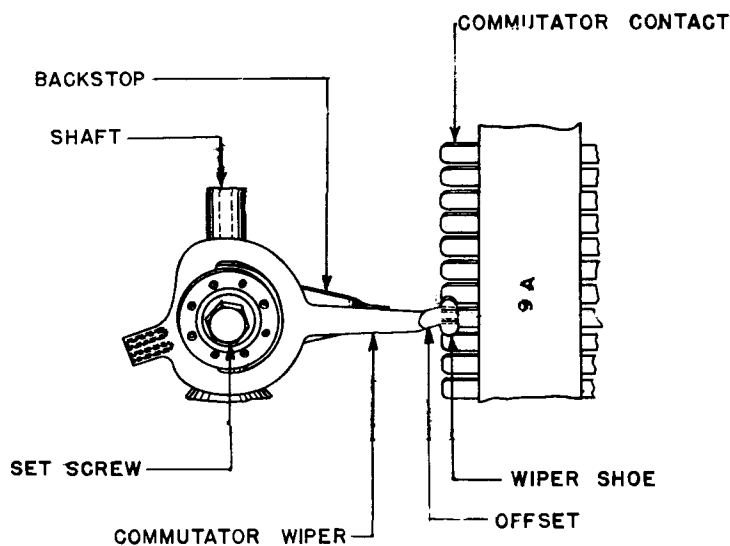 COMMUTATOR CONTACT
BACKSTOP
SHAFT
9A
SET SCREW
WIPER SHOE
OFFSET
COMMUTATOR WIPER